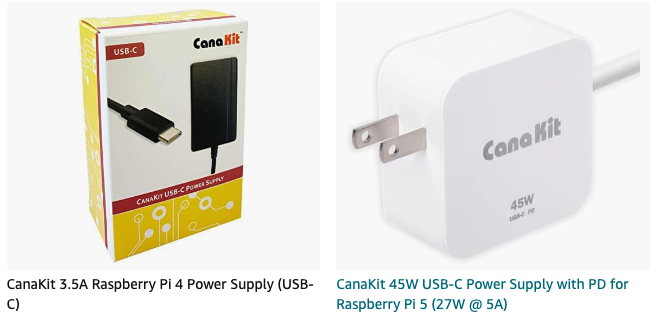 USB-C
CanaKit
CANAKIT USB-C POWER SUPPLY
CanaKit
45W
USB-C PD
CanaKit 3.5A Raspberry Pi 4 Power Supply (USB-
C)
CanaKit 45W USB-C Power Supply with PD for
Raspberry Pi 5 (27W @ 5A)